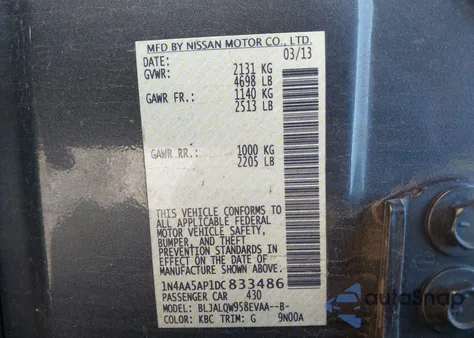 MFD BY NISSAN MOTOR CO., LTD.
DATE: 03/13
GVWR: 2131 KG
4698 LB
GAWR FR.: 1140 KG
2513 LB
GAWR RR.: 1000 KG
2205 LB
THIS VEHICLE CONFORMS TO
ALL APPLICABLE FEDERAL
MOTOR VEHICLE SAFETY,
BUMPER, AND THEFT
PREVENTION STANDARDS IN
EFFECT ON THE DATE OF
MANUFACTURE SHOWN ABOVE.
1N4AA5AP1DC833486
PASSENGER CAR 430
MODEL: BLJALQW958EVAA--B-
COLOR: KBC TRIM: G 9N00A
AutoSnap